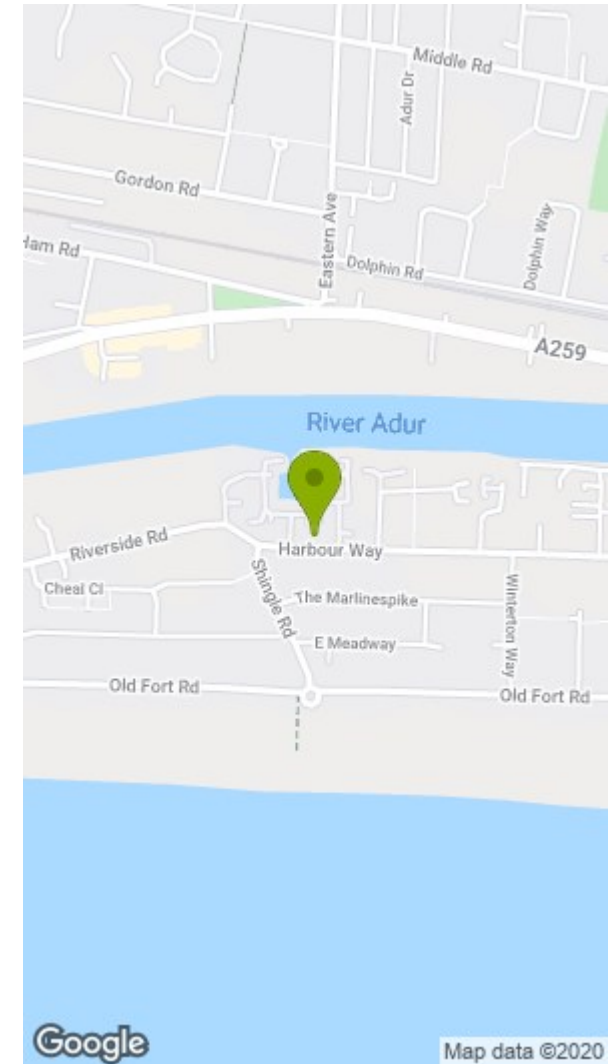 Middle Rd
Adur Dr
Gordon Rd
Eastern Ave
Dolphin Way
Ham Rd
Dolphin Rd
A259
River Adur
Riverside Rd
Harbour Way
Shingle Rd
Cheal Cl
The Marlinespike
Winterton Way
E Meadway
Old Fort Rd
Old Fort Rd
Google
Map data ©2020